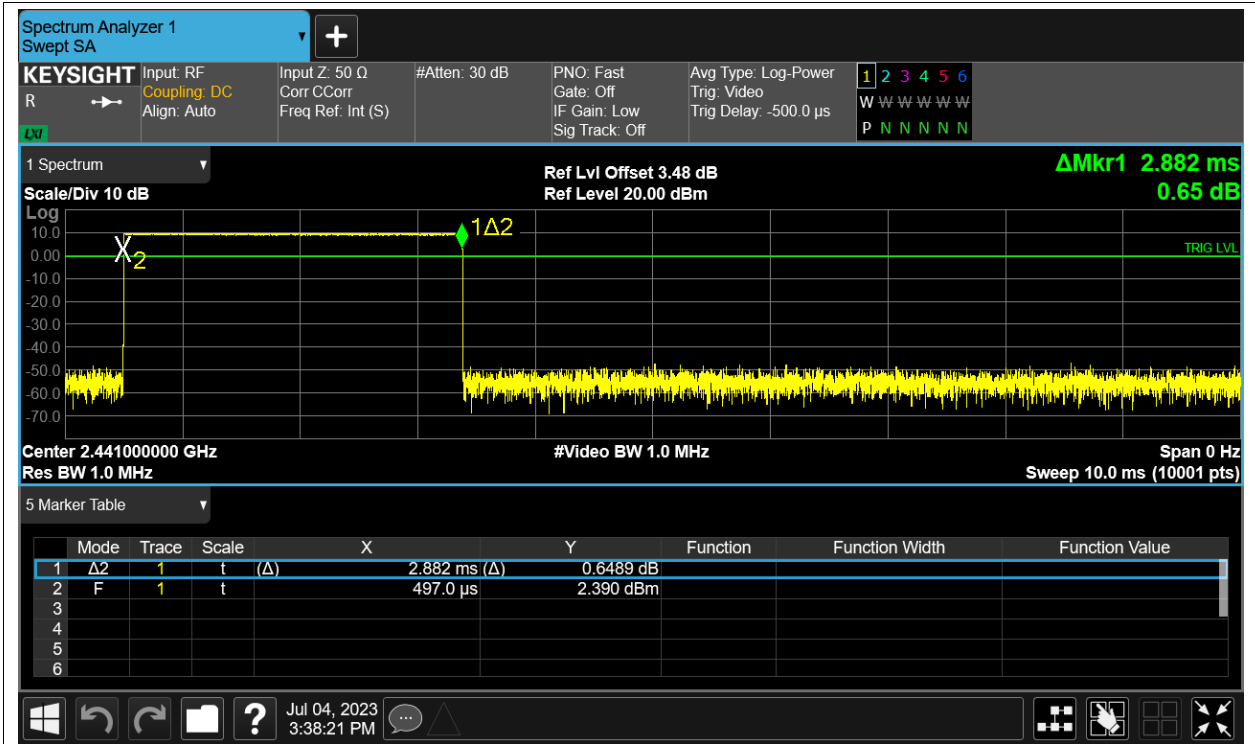 Spectrum Analyzer 1
Swept SA
KEYSIGHT
R
LXI
Input: RF
Coupling: DC
Align: Auto
Input Z: 50 Ω
Corr CCorr
Freq Ref: Int (S)
#Atten: 30 dB
PNO: Fast
Gate: Off
IF Gain: Low
Sig Track: Off
Avg Type: Log-Power
Trig: Video
Trig Delay: -500.0 µs
1 2 3 4 5 6
W W W W W W
P N N N N N
1 Spectrum
Scale/Div 10 dB
Ref Lvl Offset 3.48 dB
Ref Level 20.00 dBm
ΔMkr1 2.882 ms
0.65 dB
Log
10.0
0.00
-10.0
-20.0
-30.0
-40.0
-50.0
-60.0
-70.0
X2
1Δ2
TRIG LVL
Center 2.441000000 GHz
Res BW 1.0 MHz
#Video BW 1.0 MHz
Span 0 Hz
Sweep 10.0 ms (10001 pts)
5 Marker Table
Mode Trace Scale X Y Function Function Width Function Value
1 Δ2 1 t (Δ) 2.882 ms (Δ) 0.6489 dB
2 F 1 t 497.0 µs 2.390 dBm
3
4
5
6
?
Jul 04, 2023
3:38:21 PM